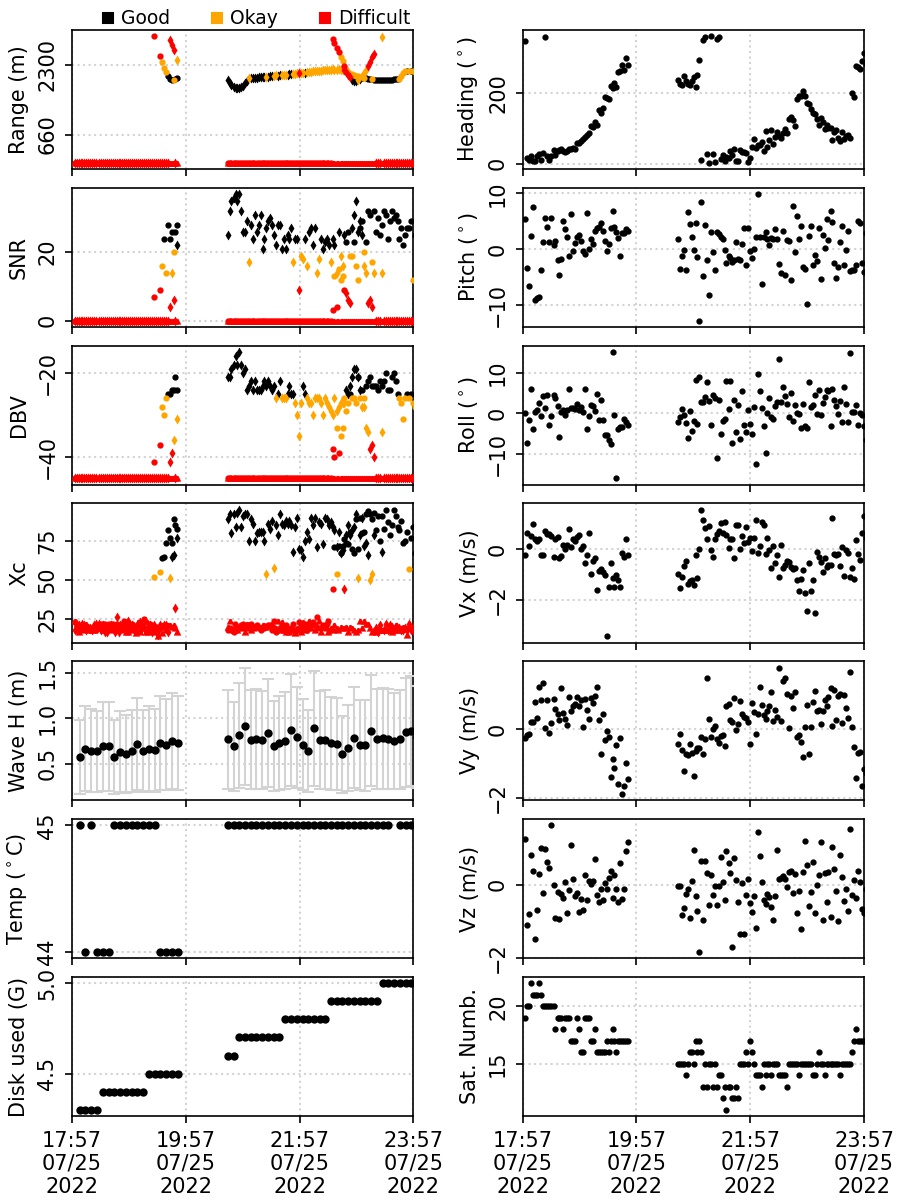 Good Okay Difficult
Range (m)
2300
660
Heading (°)
200
0
SNR
20
0
Pitch (°)
10
0
−10
DBV
−20
−40
Roll (°)
10
0
−10
Xc
75
50
25
Vx (m/s)
0
−2
Wave H (m)
1.5
1.0
0.5
Vy (m/s)
0
−2
Temp (°C)
45
44
Vz (m/s)
0
−2
Disk used (G)
5.0
4.5
Sat. Numb.
20
15
17:57 19:57 21:57 23:57
07/25 07/25 07/25 07/25
2022 2022 2022 2022
17:57 19:57 21:57 23:57
07/25 07/25 07/25 07/25
2022 2022 2022 2022